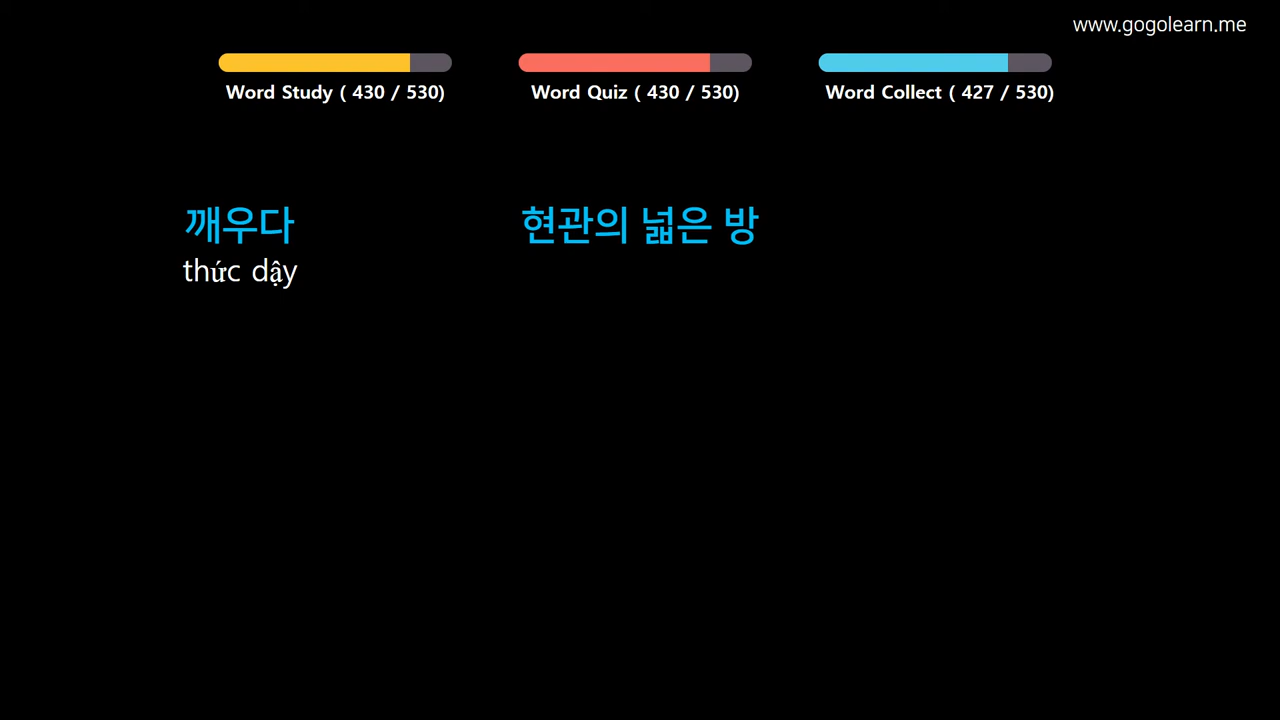 www.gogolearn.me
Word Study ( 430 / 530)
Word Quiz ( 430 / 530)
Word Collect ( 427 / 530)
깨우다
thức dậy
현관의 넓은 방